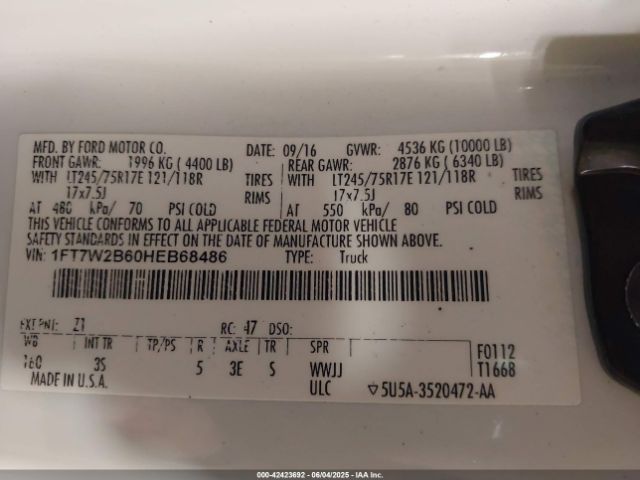 MFD. BY FORD MOTOR CO. DATE: 09/16 GVWR: 4536 KG (10000 LB)
FRONT GAWR: 1996 KG (4400 LB) REAR GAWR: 2876 KG (6340 LB)
WITH LT245/75R17E 121/118R TIRES WITH LT245/75R17E 121/118R TIRES
17x7.5J RIMS 17x7.5J RIMS
AT 480 kPa/ 70 PSI COLD AT 550 kPa/ 80 PSI COLD
THIS VEHICLE CONFORMS TO ALL APPLICABLE FEDERAL MOTOR VEHICLE
SAFETY STANDARDS IN EFFECT ON THE DATE OF MANUFACTURE SHOWN ABOVE.
VIN: 1FT7W2B60HEB68486 TYPE: Truck
EXT PNT: Z1 RC: 47 DSO:
WB INT TR TP/PS R AXLE TR SPR F0112
160 3S 5 3E S WWJJ T1668
MADE IN U.S.A. ULC 5U5A-3520472-AA
000-42423692 - 06/04/2025 - IAA Inc.